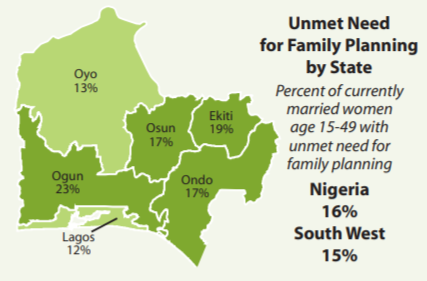 Unmet Need
for Family Planning
by State
Percent of currently
married women
age 15-49 with
unmet need for
family planning
Nigeria
16%
South West
15%
Oyo
13%
Osun
17%
Ekiti
19%
Ogun
23%
Ondo
17%
Lagos
12%